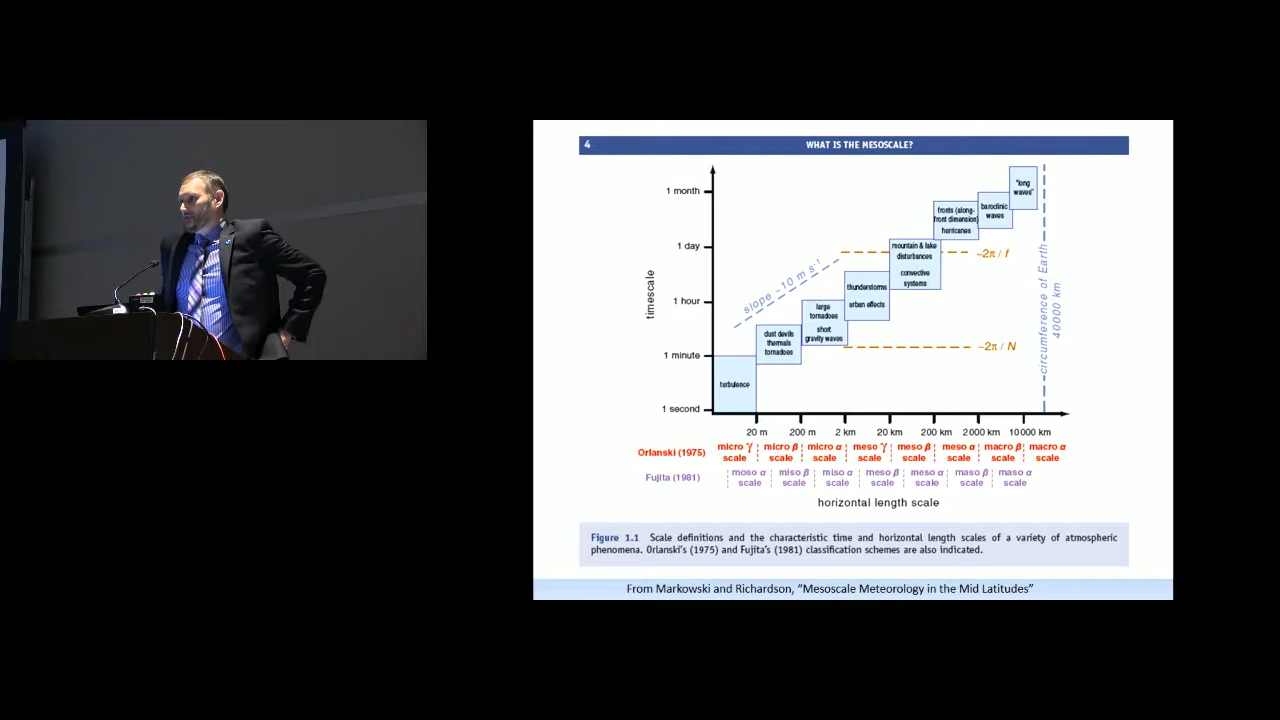 4
WHAT IS THE MESOSCALE?
1 month
1 day
1 hour
1 minute
1 second
timescale
slope ~10 m s⁻¹
"long
waves"
baroclinic
waves
fronts (along-
front dimension)
hurricanes
mountain & lake
disturbances
convective
systems
thunderstorms
urban effects
large
tornadoes
short
gravity waves
dust devils
thermals
tornadoes
turbulence
~2π / f
~2π / N
circumference of Earth
40000 km
20 m 200 m 2 km 20 km 200 km 2000 km 10000 km
Orlanski (1975)
micro γ scale
micro β scale
micro α scale
meso γ scale
meso β scale
meso α scale
macro β scale
macro α scale
Fujita (1981)
moso α scale
miso β scale
miso α scale
meso β scale
meso α scale
maso β scale
maso α scale
horizontal length scale
Figure 1.1 Scale definitions and the characteristic time and horizontal length scales of a variety of atmospheric
phenomena. Orlanski's (1975) and Fujita's (1981) classification schemes are also indicated.
From Markowski and Richardson, "Mesoscale Meteorology in the Mid Latitudes"